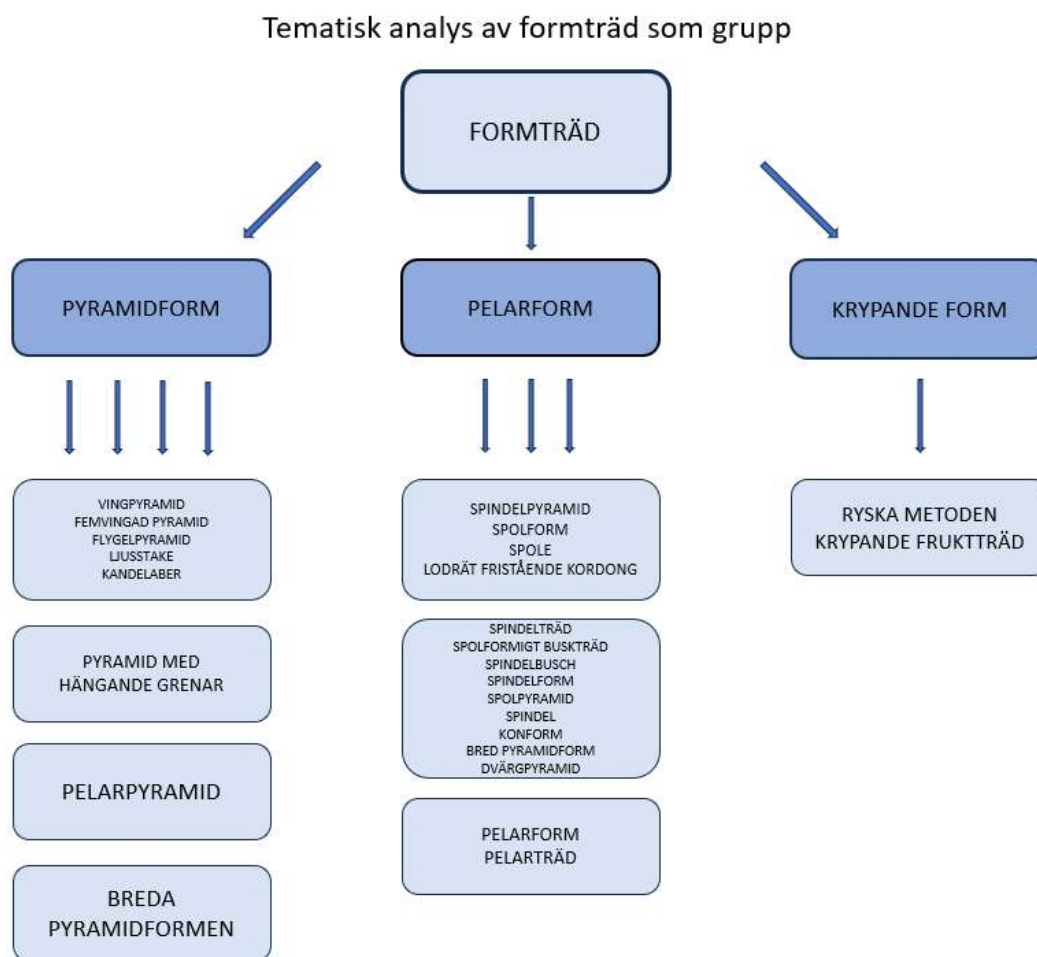 Tematisk analys av formträd som grupp
FORMTRÄD
PYRAMIDFORM
PELARFORM
KRYPANDE FORM
VINGPYRAMID
FEMVINGAD PYRAMID
FLYGELPYRAMID
LJUSSTAKE
KANDELABER
PYRAMID MED
HÄNGANDE GRENAR
PELARPYRAMID
BREDA
PYRAMIDFORMEN
SPINDELPYRAMID
SPOLFORM
SPOLE
LODRÄT FRISTÅENDE KORDONG
SPINDELTRÄD
SPOLFORMIGT BUSKTRÄD
SPINDELBUSCH
SPINDELFORM
SPOLPYRAMID
SPINDEL
KONFORM
BRED PYRAMIDFORM
DVÄRGPYRAMID
PELARFORM
PELARTRÄD
RYSKA METODEN
KRYPANDE FRUKTTRÄD